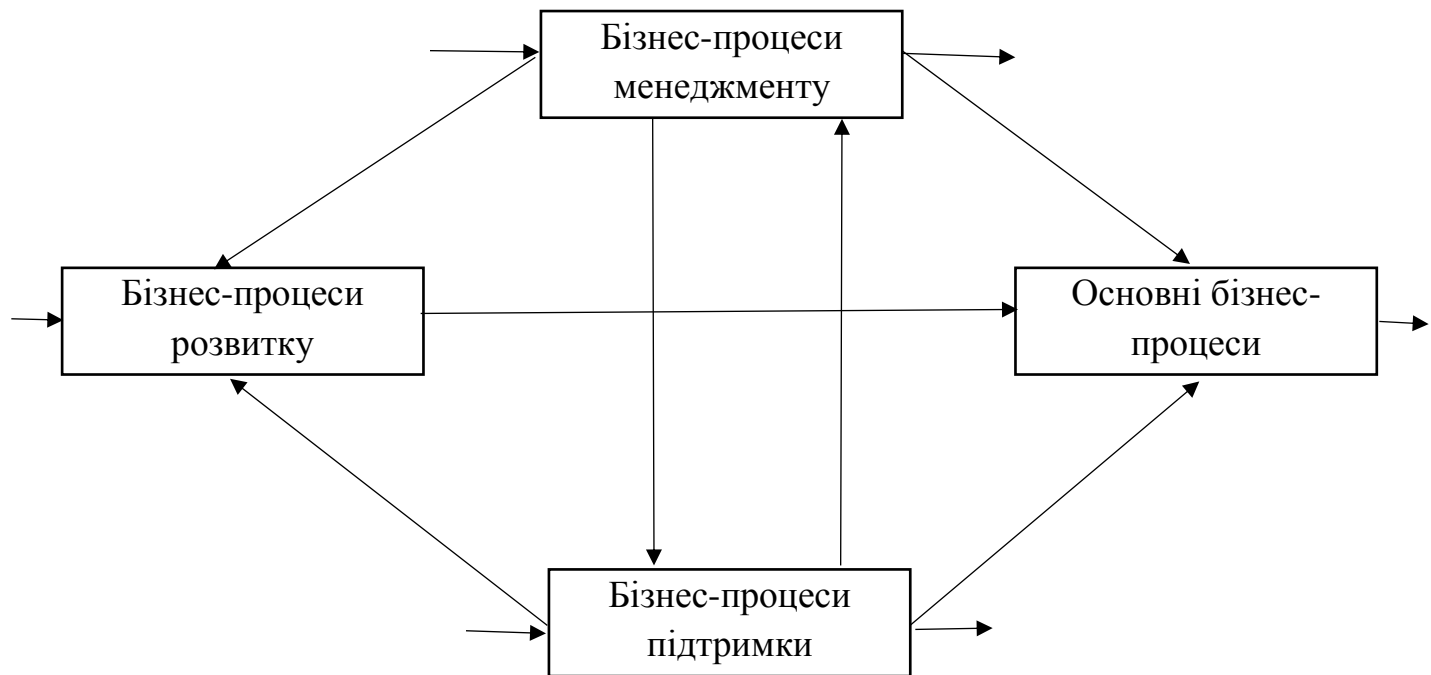 Бізнес-процеси
менеджменту
Бізнес-процеси
розвитку
Основні бізнес-
процеси
Бізнес-процеси
підтримки